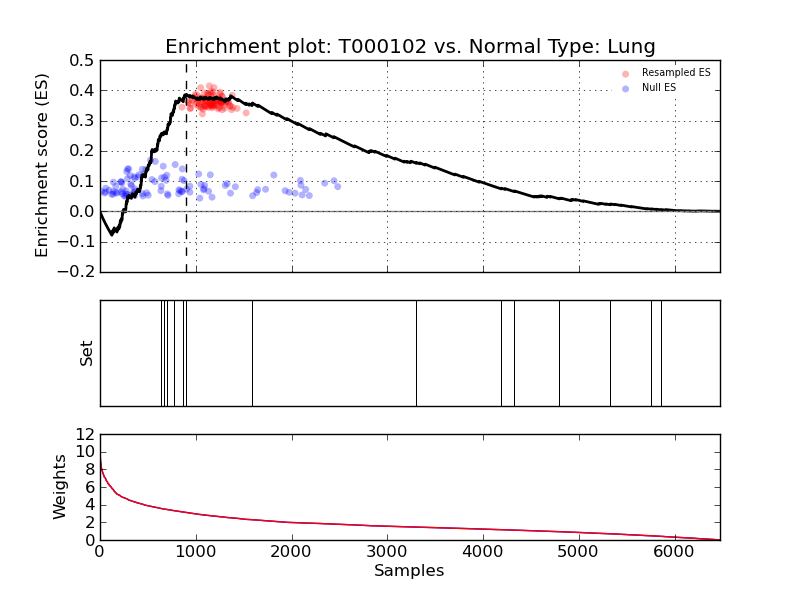 Enrichment plot: T000102 vs. Normal Type: Lung
Enrichment score (ES)
0.5
0.4
0.3
0.2
0.1
0.0
−0.1
−0.2
Resampled ES
Null ES
Set
Weights
12
10
8
6
4
2
0
0 1000 2000 3000 4000 5000 6000
Samples